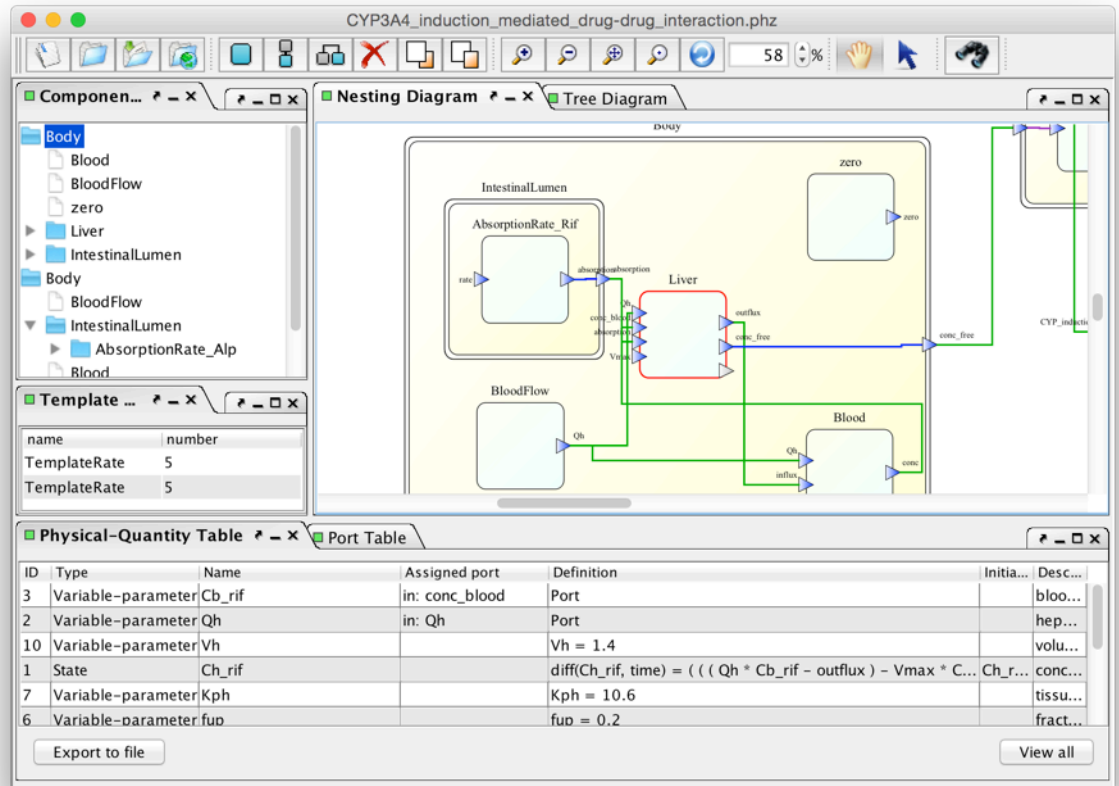 CYP3A4_induction_mediated_drug-drug_interaction.phz
58 %
Componen...
Body
Blood
BloodFlow
zero
Liver
IntestinalLumen
Body
BloodFlow
IntestinalLumen
AbsorptionRate_Alp
Blood
Template ...
name number
TemplateRate 5
TemplateRate 5
Nesting Diagram Tree Diagram
Body
zero
zero
IntestinalLumen
AbsorptionRate_Rif
rate
absorption
absorption
Liver
Qh
conc_blood
absorption
Vmax
outflux
conc_free
conc_free
CYP_inductio
BloodFlow
Qh
Blood
Qh
influx
conc
Physical-Quantity Table Port Table
ID Type Name Assigned port Definition Initia... Desc...
3 Variable-parameter Cb_rif in: conc_blood Port bloo...
2 Variable-parameter Qh in: Qh Port hep...
10 Variable-parameter Vh Vh = 1.4 volu...
1 State Ch_rif diff(Ch_rif, time) = ( ( ( Qh * Cb_rif - outflux ) - Vmax * C... Ch_r... conc...
7 Variable-parameter Kph Kph = 10.6 tissu...
6 Variable-parameter fup fup = 0.2 fract...
Export to file View all